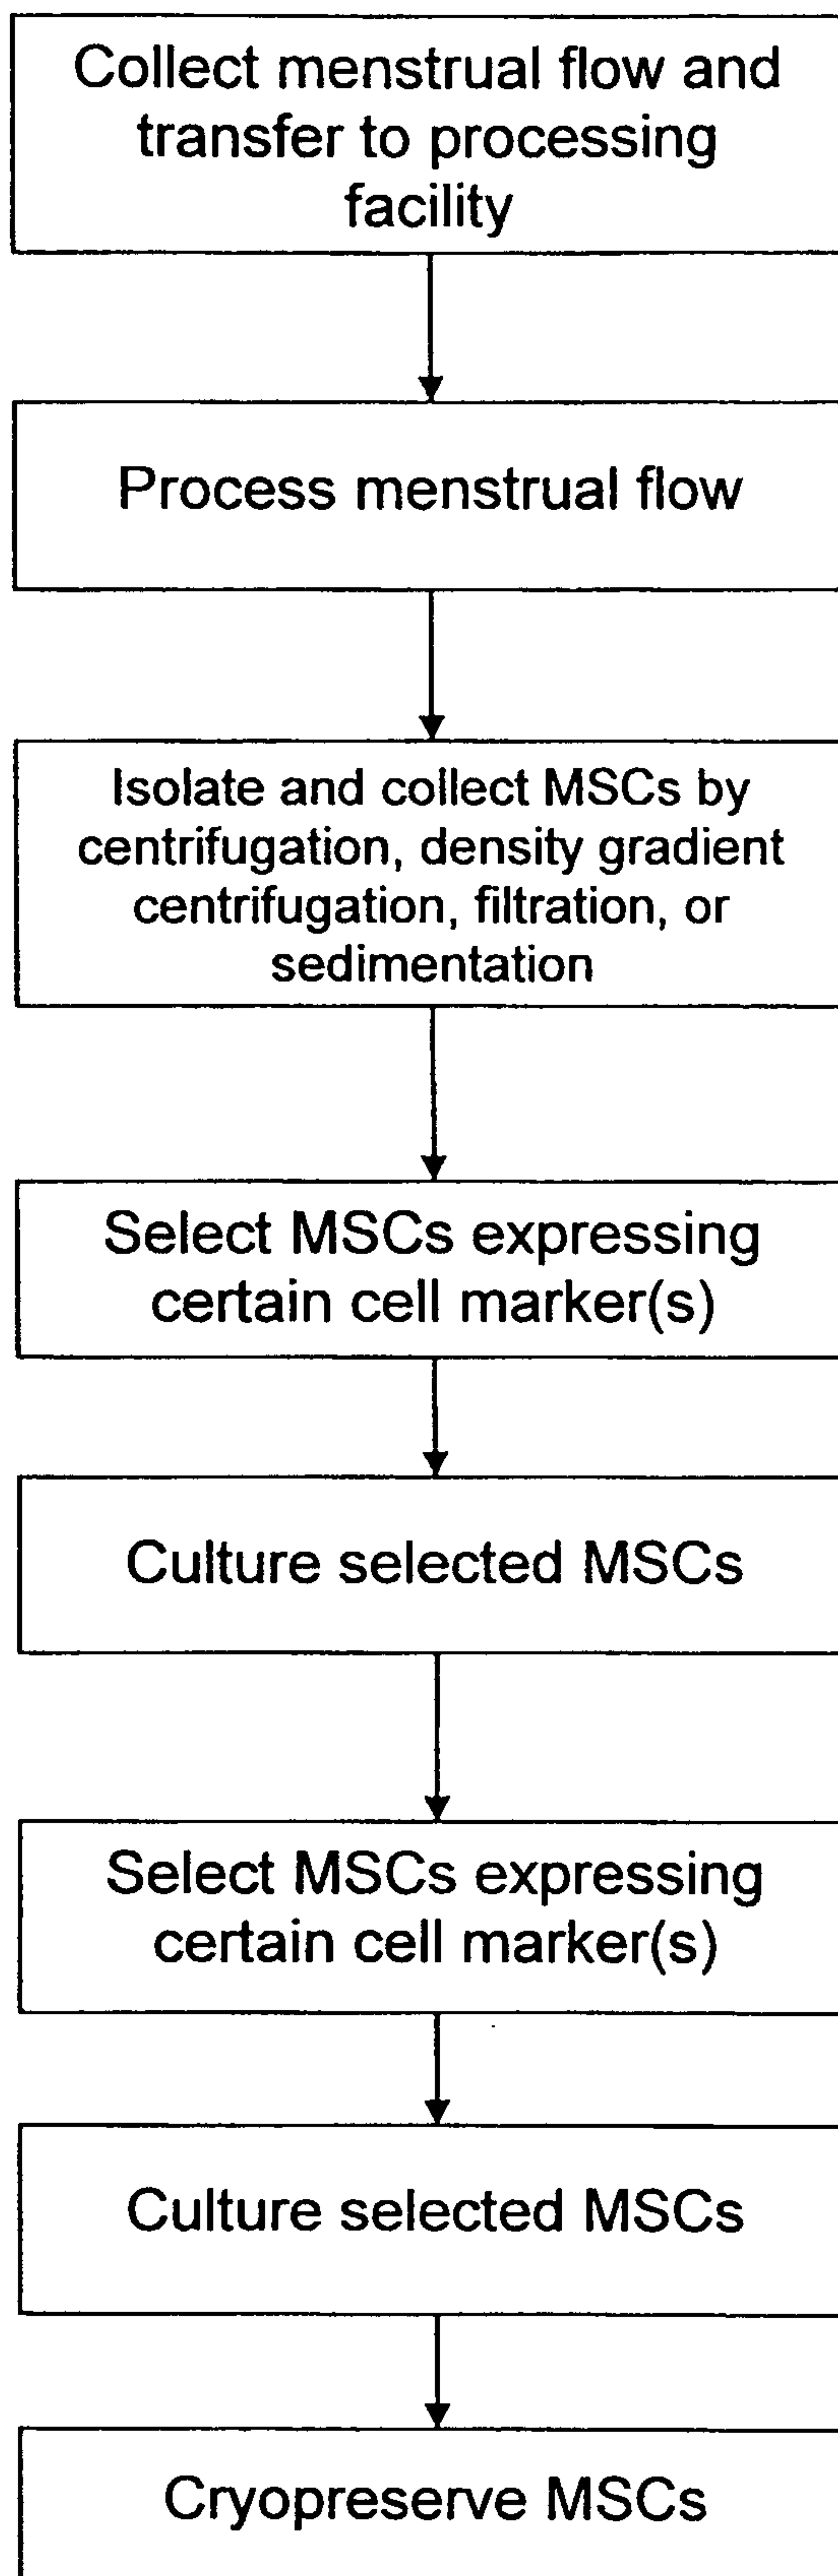 Collect menstrual flow and
transfer to processing
facility
Process menstrual flow
Isolate and collect MSCs by
centrifugation, density gradient
centrifugation, filtration, or
sedimentation
Select MSCs expressing
certain cell marker(s)
Culture selected MSCs
Select MSCs expressing
certain cell marker(s)
Culture selected MSCs
Cryopreserve MSCs